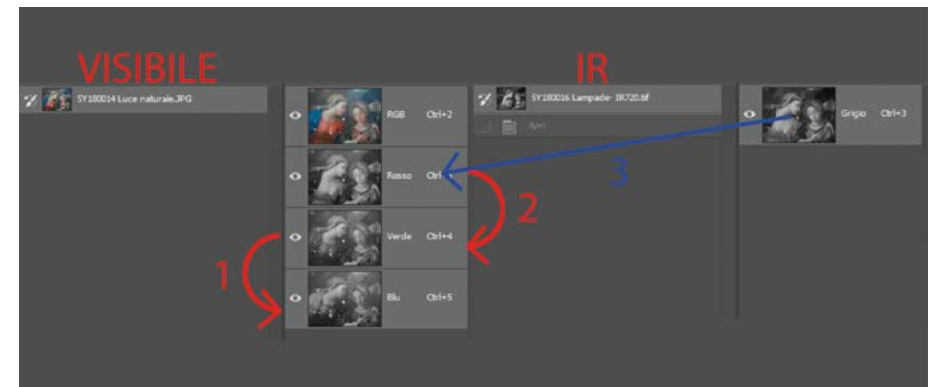 VISIBILE
SY180014 Luce naturale.JPG
RGB Ctrl+2
Rosso Ctrl+
Verde Ctrl+4
Blu Ctrl+5
1
2
IR
SY180016 Lampade- IR720.tif
Apri
3
Grigio Ctrl+3